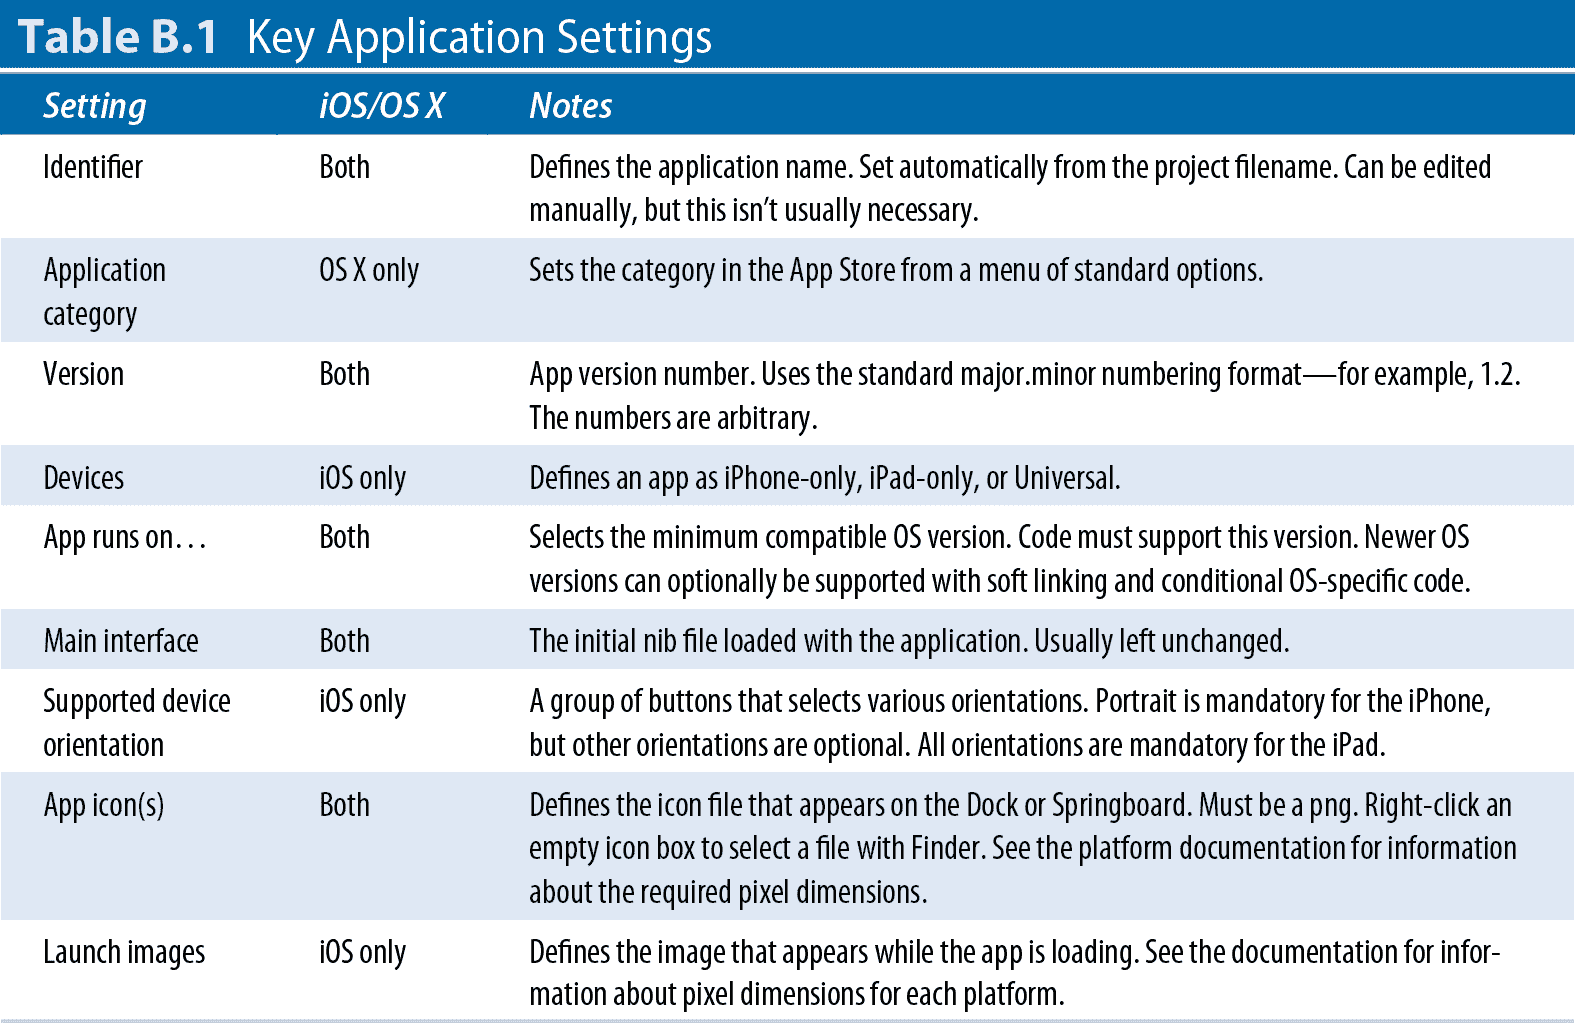 Table B.1 Key Application Settings
Setting iOS/OS X Notes
Identifier Both Defines the application name. Set automatically from the project filename. Can be edited
manually, but this isn’t usually necessary.
Application OS X only Sets the category in the App Store from a menu of standard options.
category
Version Both App version number. Uses the standard major.minor numbering format—for example, 1.2.
The numbers are arbitrary.
Devices iOS only Defines an app as iPhone-only, iPad-only, or Universal.
App runs on... Both Selects the minimum compatible OS version. Code must support this version. Newer OS
versions can optionally be supported with soft linking and conditional OS-specific code.
Main interface Both The initial nib file loaded with the application. Usually left unchanged.
Supported device iOS only A group of buttons that selects various orientations. Portrait is mandatory for the iPhone,
orientation but other orientations are optional. All orientations are mandatory for the iPad.
App icon(s) Both Defines the icon file that appears on the Dock or Springboard. Must be a png. Right-click an
empty icon box to select a file with Finder. See the platform documentation for information
about the required pixel dimensions.
Launch images iOS only Defines the image that appears while the app is loading. See the documentation for infor-
mation about pixel dimensions for each platform.